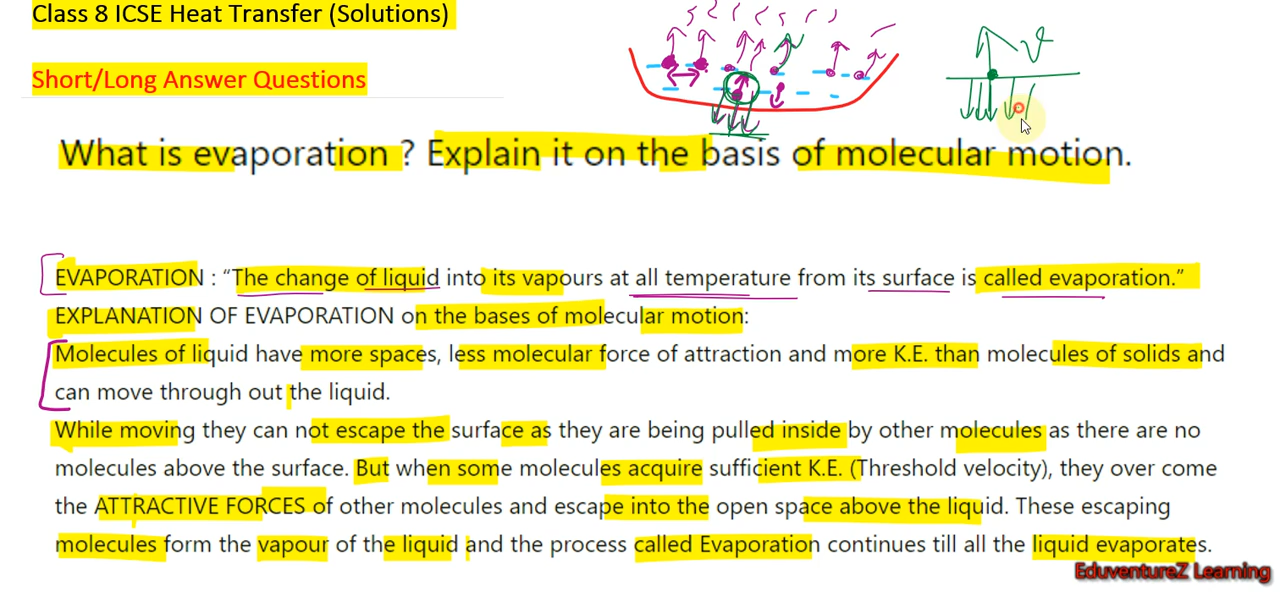 Class 8 ICSE Heat Transfer (Solutions)
Short/Long Answer Questions
What is evaporation ? Explain it on the basis of molecular motion.
EVAPORATION : “The change of liquid into its vapours at all temperature from its surface is called evaporation.”
EXPLANATION OF EVAPORATION on the bases of molecular motion:
Molecules of liquid have more spaces, less molecular force of attraction and more K.E. than molecules of solids and
can move through out the liquid.
While moving they can not escape the surface as they are being pulled inside by other molecules as there are no
molecules above the surface. But when some molecules acquire sufficient K.E. (Threshold velocity), they over come
the ATTRACTIVE FORCES of other molecules and escape into the open space above the liquid. These escaping
molecules form the vapour of the liquid and the process called Evaporation continues till all the liquid evaporates.
EduventureZ Learning